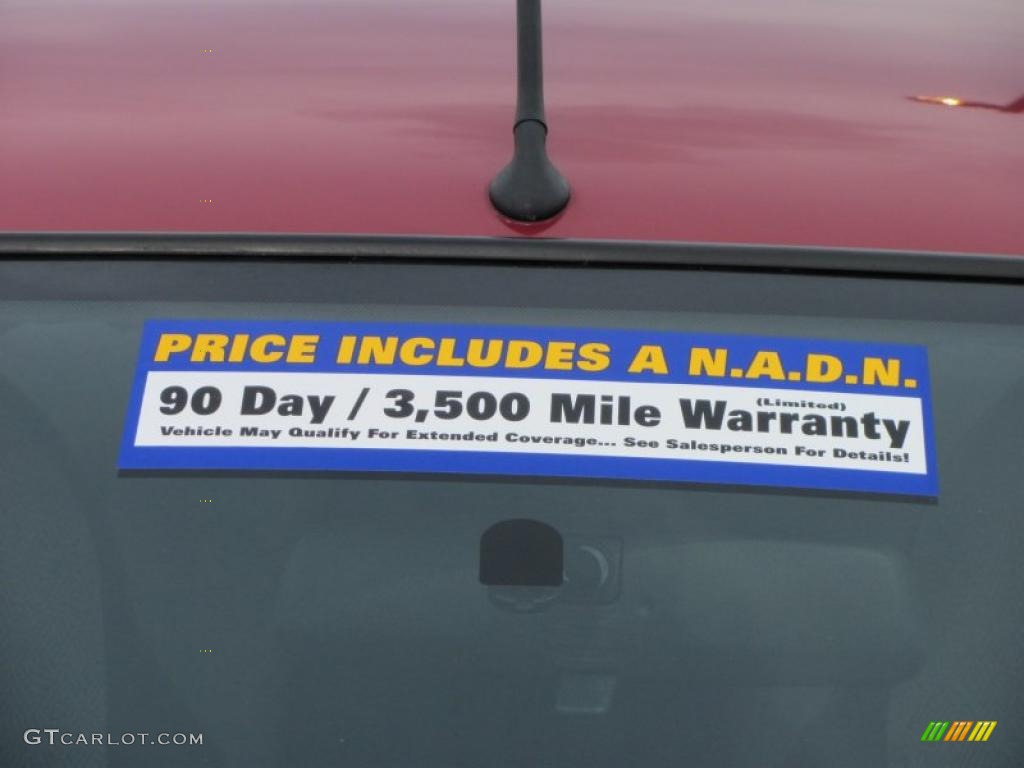 PRICE INCLUDES A N.A.D.N.
90 Day / 3,500 Mile Warranty
(Limited)
Vehicle May Qualify For Extended Coverage... See Salesperson For Details!
GTCARLOT.COM